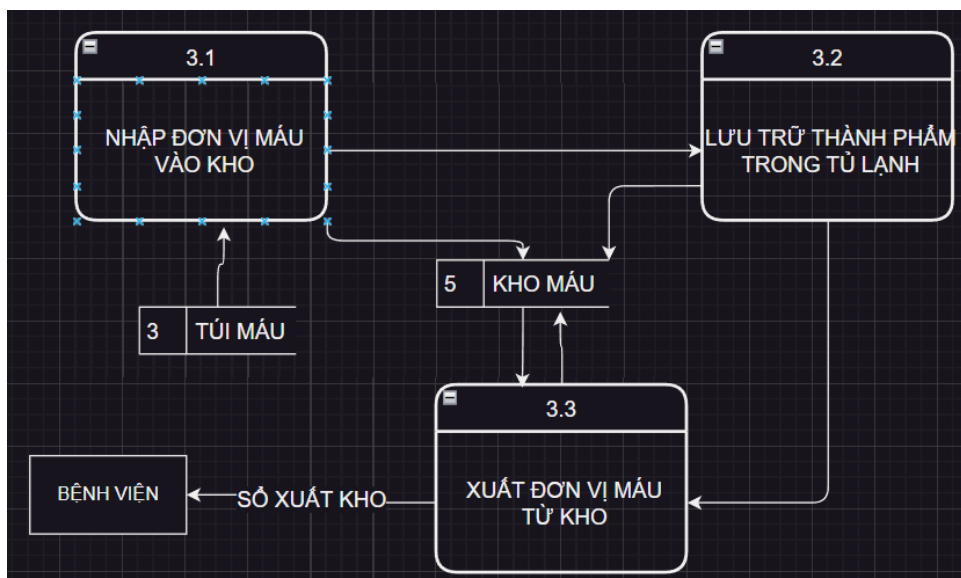 3.1
NHẬP ĐƠN VỊ MÁU
VÀO KHO
3.2
LƯU TRỮ THÀNH PHẨM
TRONG TỦ LẠNH
5
KHO MÁU
3
TÚI MÁU
3.3
XUẤT ĐƠN VỊ MÁU
TỪ KHO
SỔ XUẤT KHO
BỆNH VIỆN